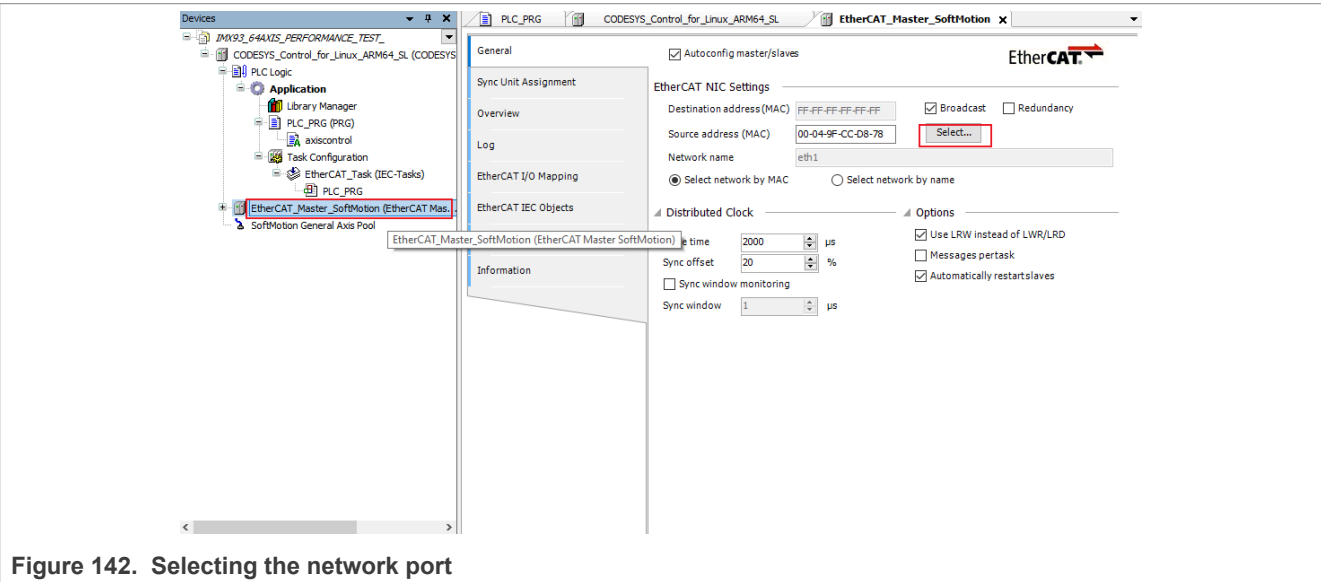 Devices
IMX93_64AXIS_PERFORMANCE_TEST_
CODESYS_Control_for_Linux_ARM64_SL (CODESYS
PLC Logic
Application
Library Manager
PLC_PRG (PRG)
axiscontrol
Task Configuration
EtherCAT_Task (IEC-Tasks)
PLC_PRG
EtherCAT_Master_SoftMotion (EtherCAT Mas...
SoftMotion General Axis Pool
EtherCAT_Master_SoftMotion (EtherCAT Master SoftMotion)
PLC_PRG
CODESYS_Control_for_Linux_ARM64_SL
EtherCAT_Master_SoftMotion
General
Sync Unit Assignment
Overview
Log
EtherCAT I/O Mapping
EtherCAT IEC Objects
Information
Autoconfig master/slaves
EtherCAT
EtherCAT NIC Settings
Destination address(MAC) FF-FF-FF-FF-FF-FF Broadcast Redundancy
Source address (MAC) 00-04-9F-CC-D8-78 Select...
Network name eth1
Select network by MAC Select network by name
Distributed Clock
time 2000 µs
Sync offset 20 %
Sync window monitoring
Sync window 1 µs
Options
Use LRW instead of LWR/LRD
Messages pertask
Automatically restartslaves
Figure 142. Selecting the network port